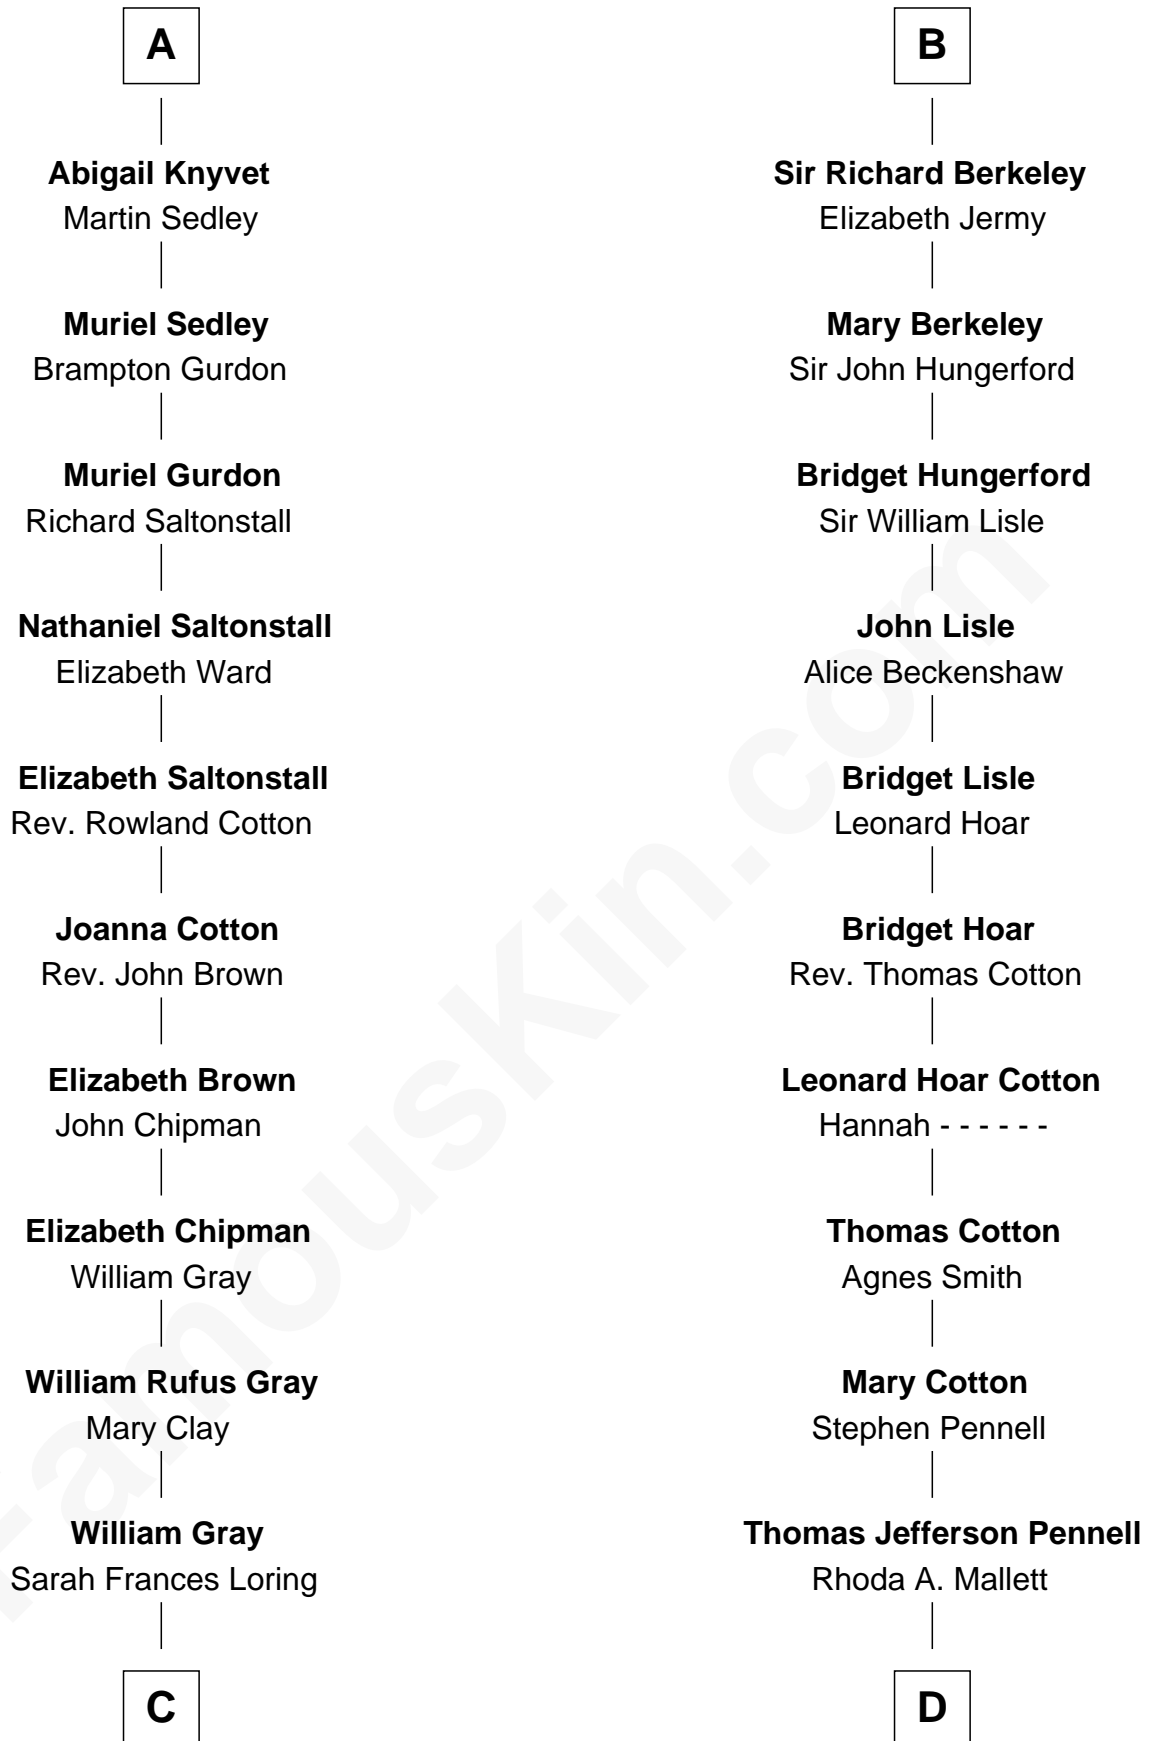 A
Abigail Knyvet
Martin Sedley
Muriel Sedley
Brampton Gurdon
Muriel Gurdon
Richard Saltonstall
Nathaniel Saltonstall
Elizabeth Ward
Elizabeth Saltonstall
Rev. Rowland Cotton
Joanna Cotton
Rev. John Brown
Elizabeth Brown
John Chipman
Elizabeth Chipman
William Gray
William Rufus Gray
Mary Clay
William Gray
Sarah Frances Loring
C
B
Sir Richard Berkeley
Elizabeth Jermy
Mary Berkeley
Sir John Hungerford
Bridget Hungerford
Sir William Lisle
John Lisle
Alice Beckenshaw
Bridget Lisle
Leonard Hoar
Bridget Hoar
Rev. Thomas Cotton
Leonard Hoar Cotton
Hannah - - - - - -
Thomas Cotton
Agnes Smith
Mary Cotton
Stephen Pennell
Thomas Jefferson Pennell
Rhoda A. Mallett
D
FamousKin.com